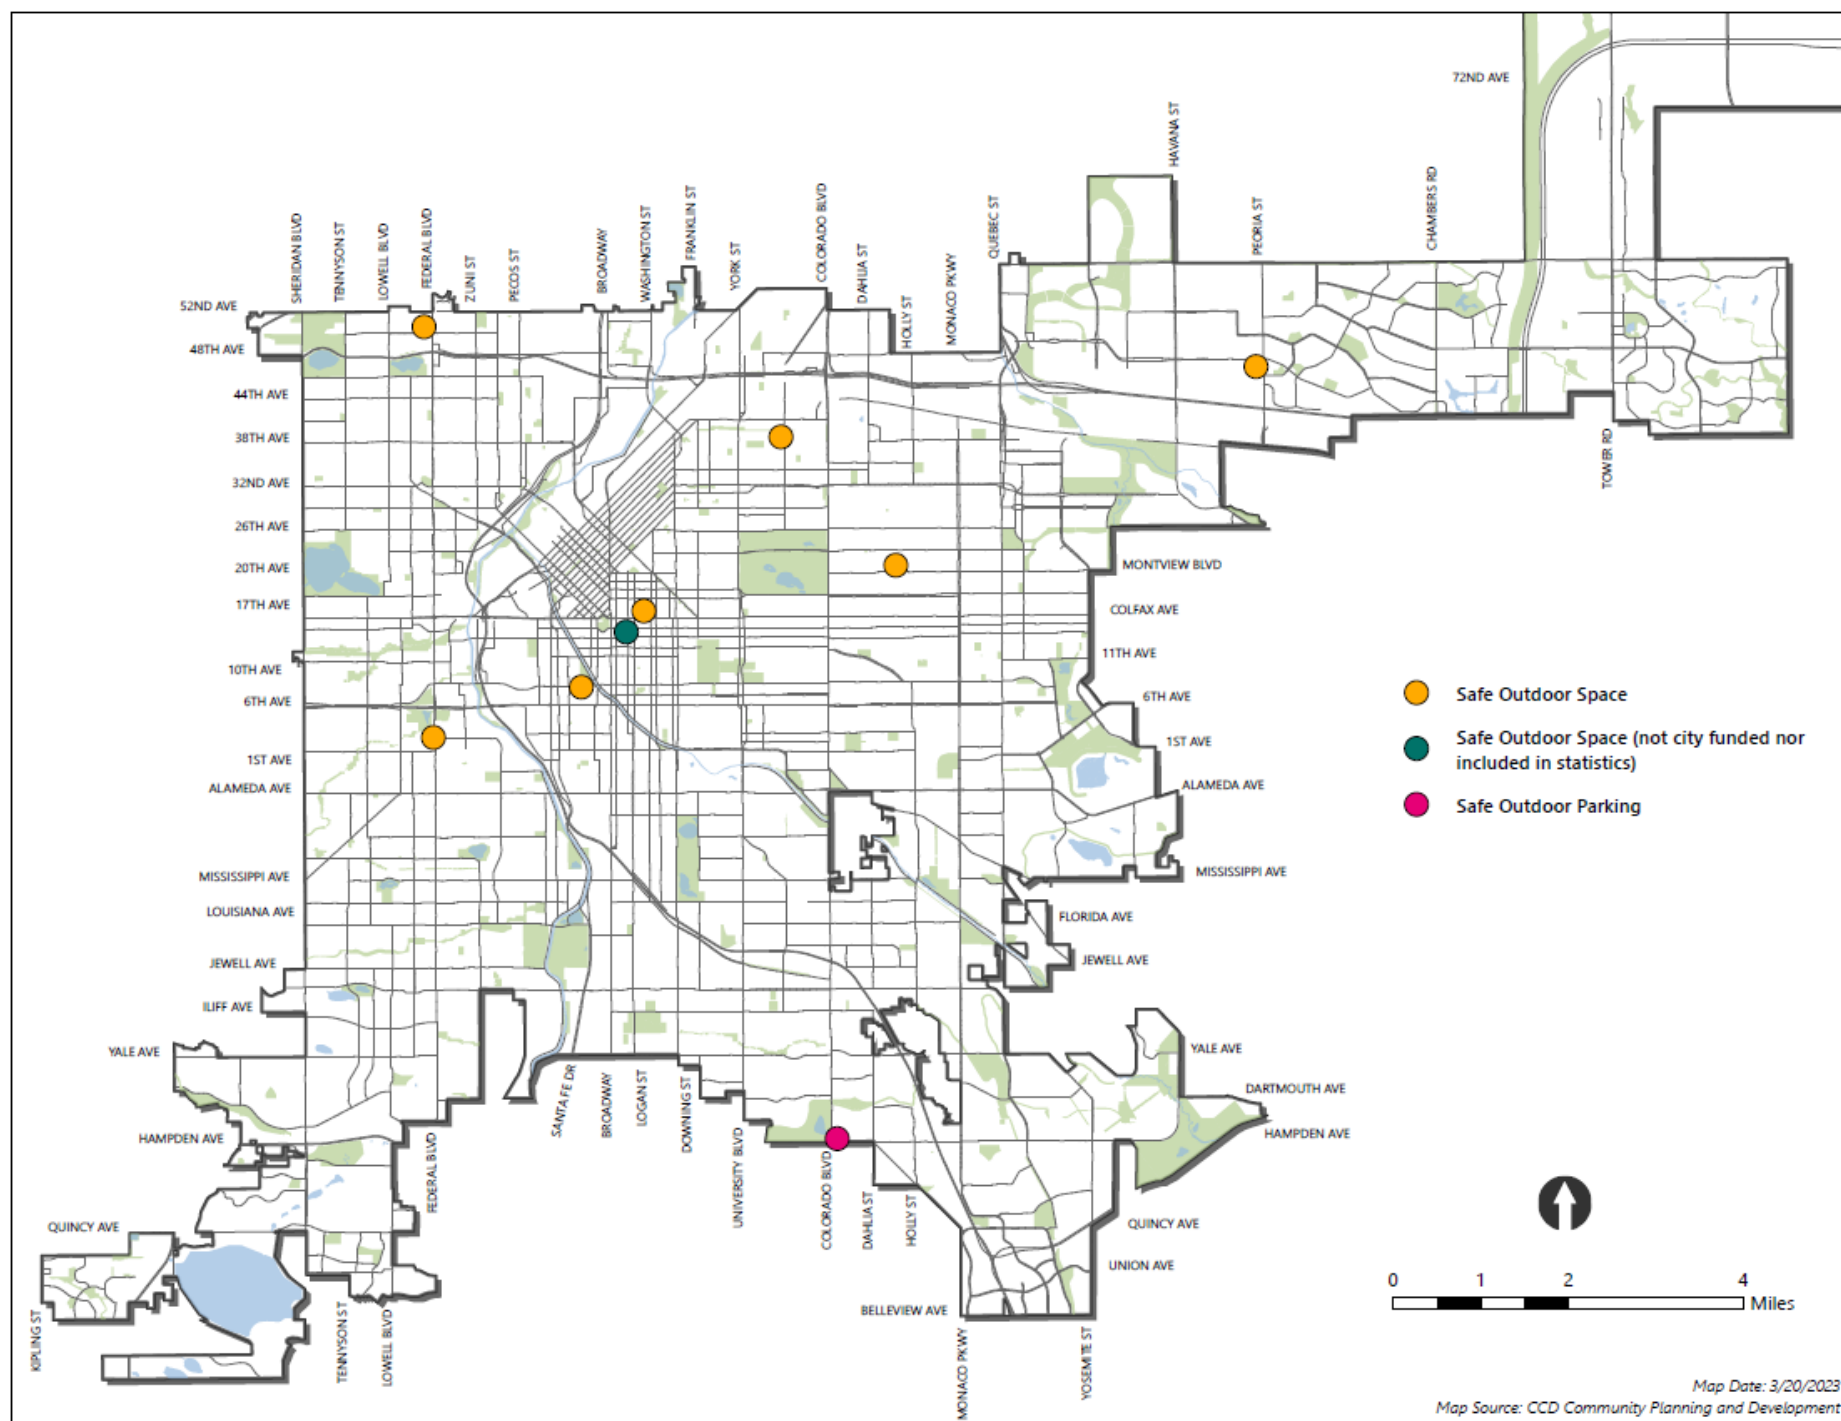 72ND AVE
HAVANA ST
SHERIDAN BLVD
TENNYSON ST
LOWELL BLVD
FEDERAL BLVD
ZUNI ST
PECOS ST
BROADWAY
WASHINGTON ST
FRANKLIN ST
YORK ST
COLORADO BLVD
DAHLIA ST
HOLLY ST
MONACO PKWY
QUEBEC ST
PEORIA ST
CHAMBERS RD
TOWER RD
52ND AVE
48TH AVE
44TH AVE
38TH AVE
32ND AVE
26TH AVE
20TH AVE
17TH AVE
10TH AVE
6TH AVE
1ST AVE
ALAMEDA AVE
MISSISSIPPI AVE
LOUISIANA AVE
JEWELL AVE
ILIFF AVE
YALE AVE
HAMPDEN AVE
QUINCY AVE
MONTVIEW BLVD
COLFAX AVE
11TH AVE
6TH AVE
1ST AVE
ALAMEDA AVE
MISSISSIPPI AVE
FLORIDA AVE
JEWELL AVE
YALE AVE
DARTMOUTH AVE
HAMPDEN AVE
QUINCY AVE
UNION AVE
BELLEVIEW AVE
KIPLING ST
TENNYSON ST
LOWELL BLVD
FEDERAL BLVD
SANTA FE DR
BROADWAY
LOGAN ST
DOWNING ST
UNIVERSITY BLVD
COLORADO BLVD
DAHLIA ST
HOLLY ST
MONACO PKWY
YOSEMITE ST
Safe Outdoor Space
Safe Outdoor Space (not city funded nor
included in statistics)
Safe Outdoor Parking
0 1 2 4
Miles
Map Date: 3/20/2023
Map Source: CCD Community Planning and Development